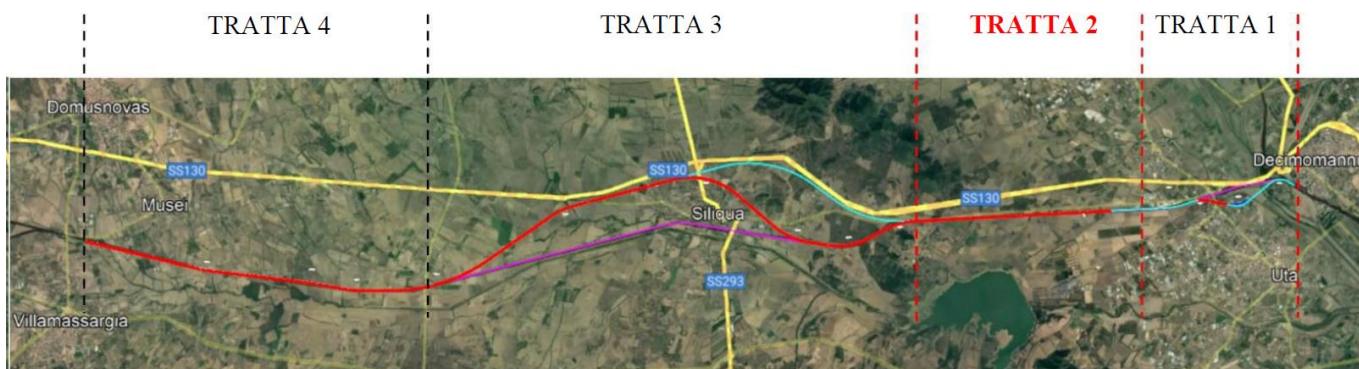 TRATTA 4 TRATTA 3 TRATTA 2 TRATTA 1
Domusnovas
Decimomannu
SS130
SS130
SS130
Musei
Siliqua
Uta
SS293
Villamassargia